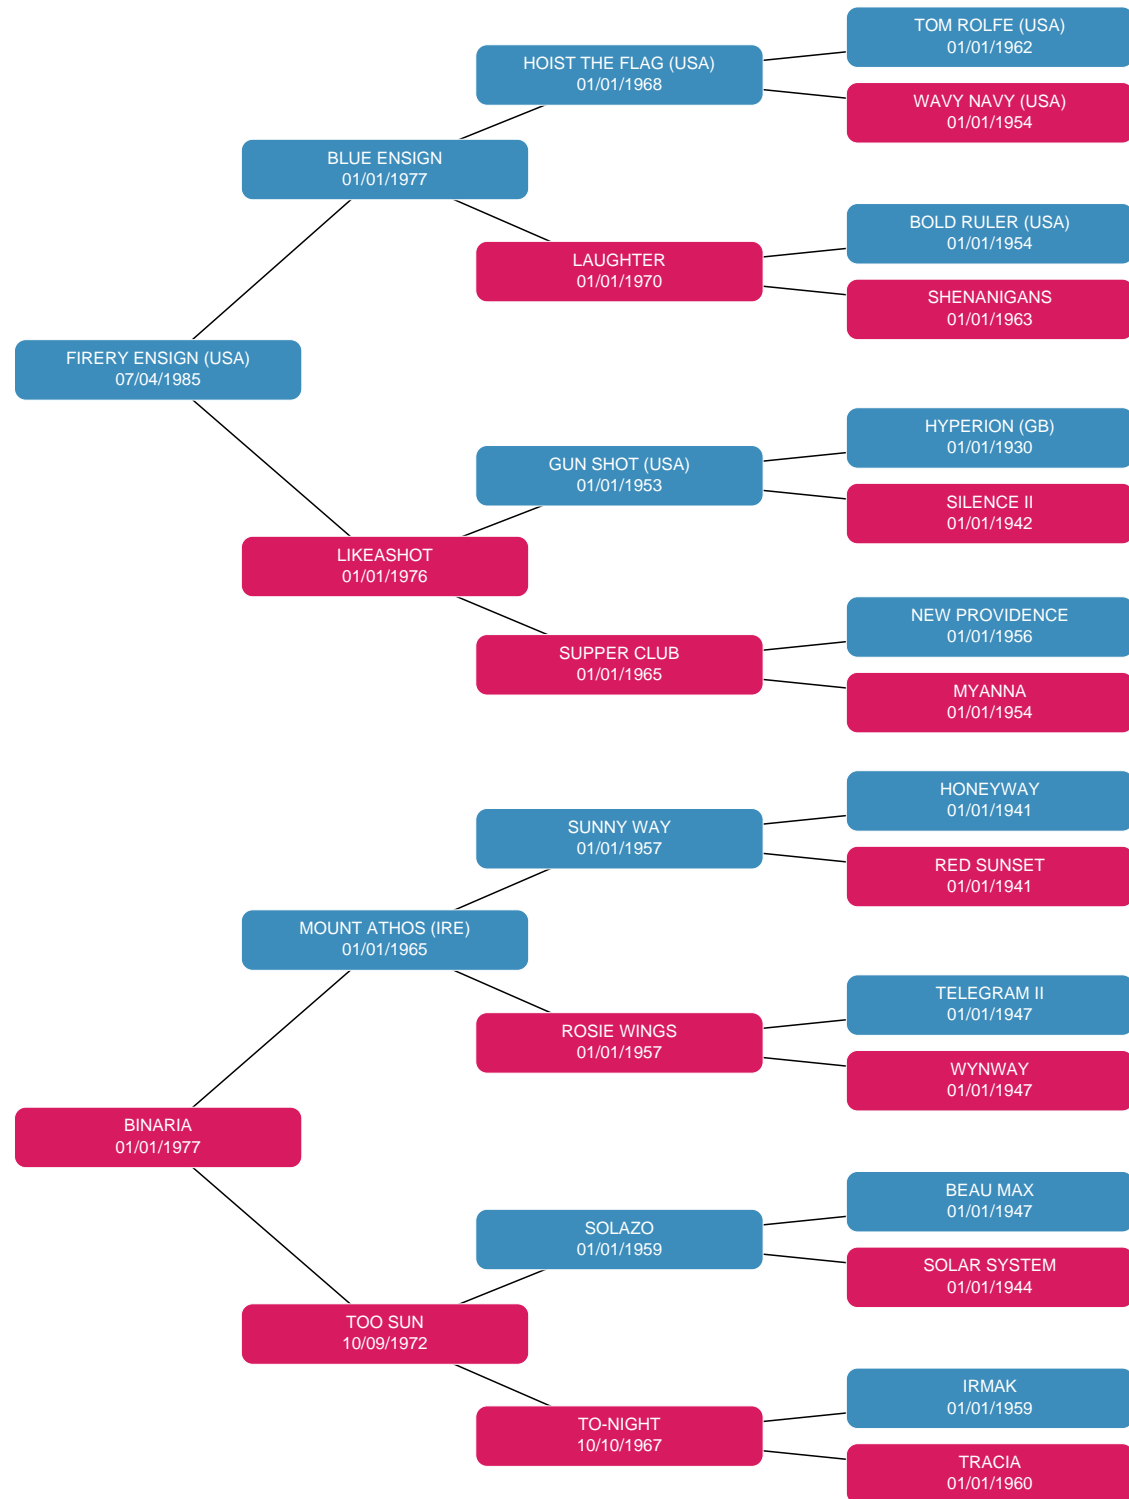 TOM ROLFE (USA)
01/01/1962
HOIST THE FLAG (USA)
01/01/1968
WAVY NAVY (USA)
01/01/1954
BLUE ENSIGN
01/01/1977
BOLD RULER (USA)
01/01/1954
LAUGHTER
01/01/1970
SHENANIGANS
01/01/1963
FIRERY ENSIGN (USA)
07/04/1985
HYPERION (GB)
01/01/1930
GUN SHOT (USA)
01/01/1953
SILENCE II
01/01/1942
LIKEASHOT
01/01/1976
NEW PROVIDENCE
01/01/1956
SUPPER CLUB
01/01/1965
MYANNA
01/01/1954
HONEYWAY
01/01/1941
SUNNY WAY
01/01/1957
RED SUNSET
01/01/1941
MOUNT ATHOS (IRE)
01/01/1965
TELEGRAM II
01/01/1947
ROSIE WINGS
01/01/1957
WYNWAY
01/01/1947
BINARIA
01/01/1977
BEAU MAX
01/01/1947
SOLAZO
01/01/1959
SOLAR SYSTEM
01/01/1944
TOO SUN
10/09/1972
IRMAK
01/01/1959
TO-NIGHT
10/10/1967
TRACIA
01/01/1960